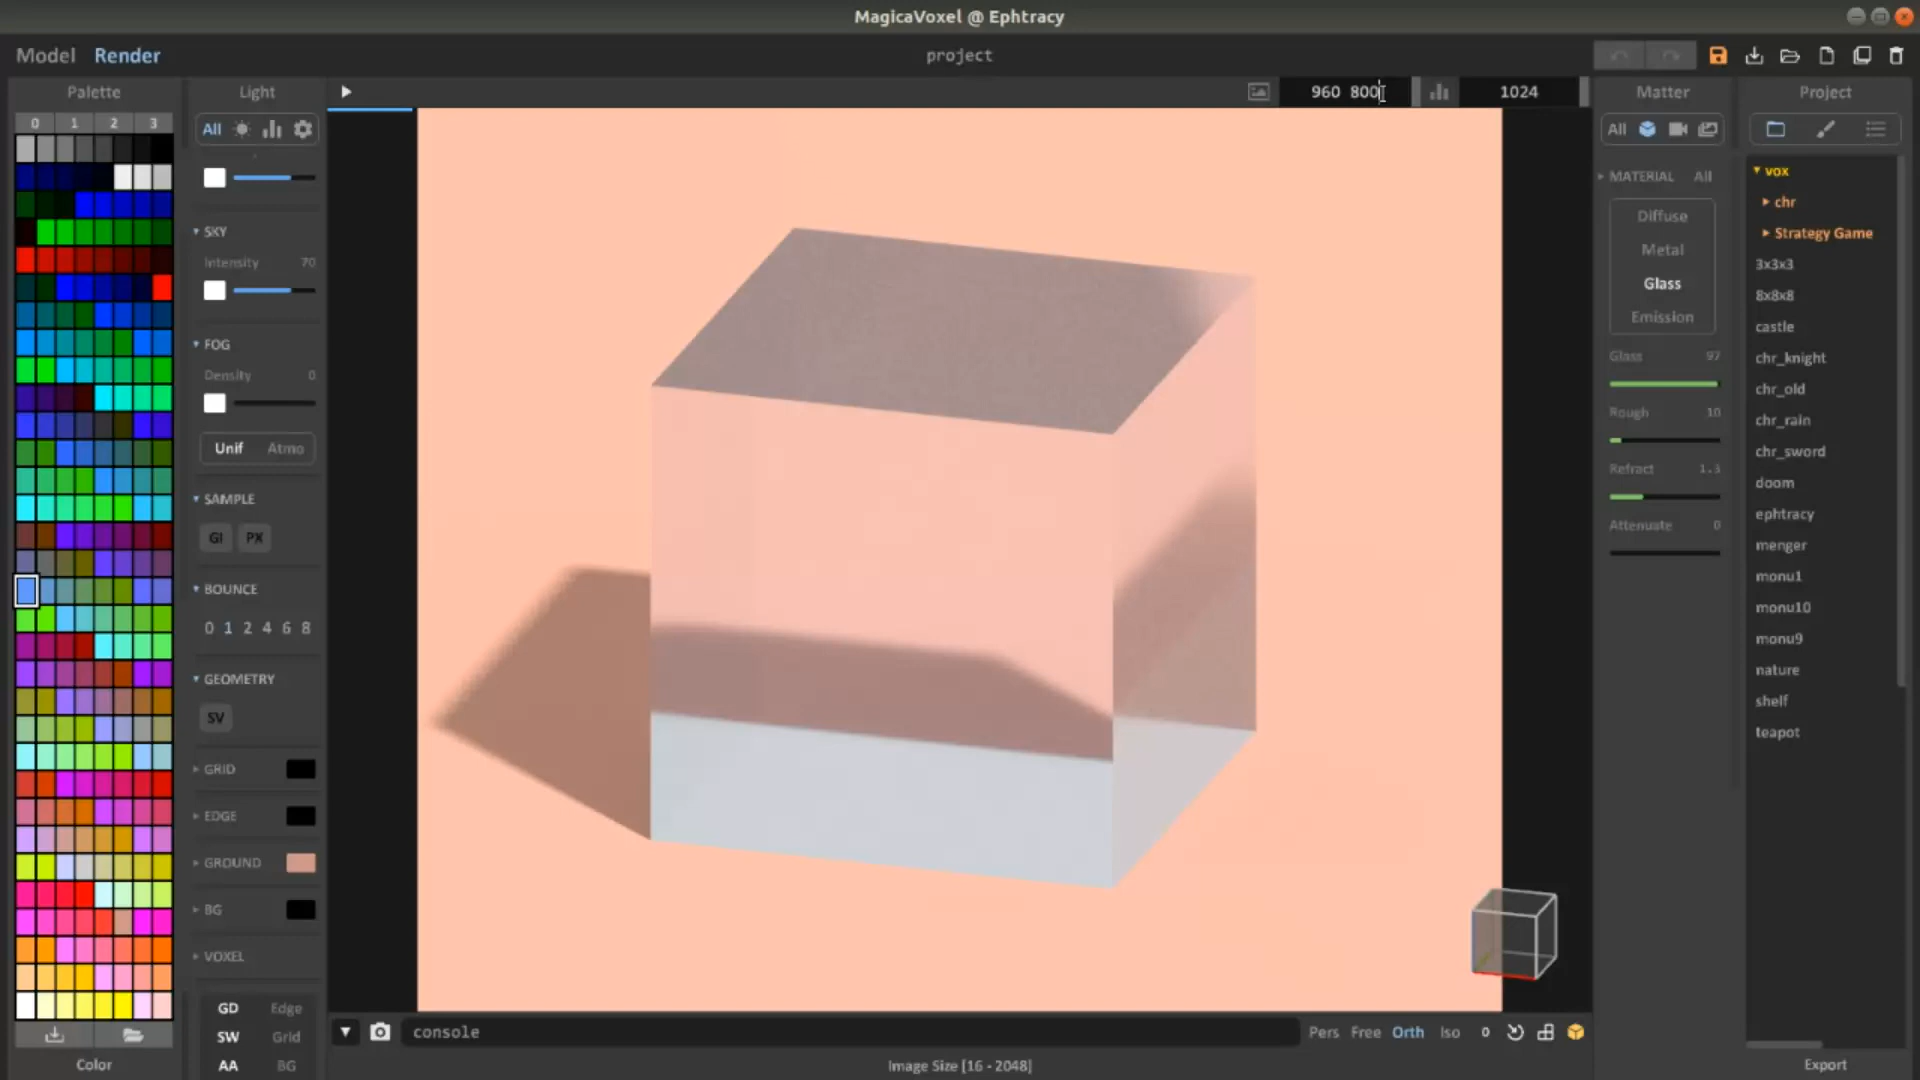 MagicaVoxel @ Ephtracy
Model Render
project
Palette
0 1 2 3
Color
Light
All
SKY
Intensity 70
FOG
Density 0
Unif Atmo
SAMPLE
GI PX
BOUNCE
0 1 2 4 6 8
GEOMETRY
SV
GRID
EDGE
GROUND
BG
VOXEL
GD Edge
SW Grid
AA BG
960 800
1024
console
Pers Free Orth Iso 0
Image Size [16 - 2048]
Matter
All
MATERIAL All
Diffuse
Metal
Glass
Emission
Glass 97
Rough 10
Refract 1.3
Attenuate 0
Project
vox
chr
Strategy Game
3x3x3
8x8x8
castle
chr_knight
chr_old
chr_rain
chr_sword
doom
ephtracy
menger
monu1
monu10
monu9
nature
shelf
teapot
Export